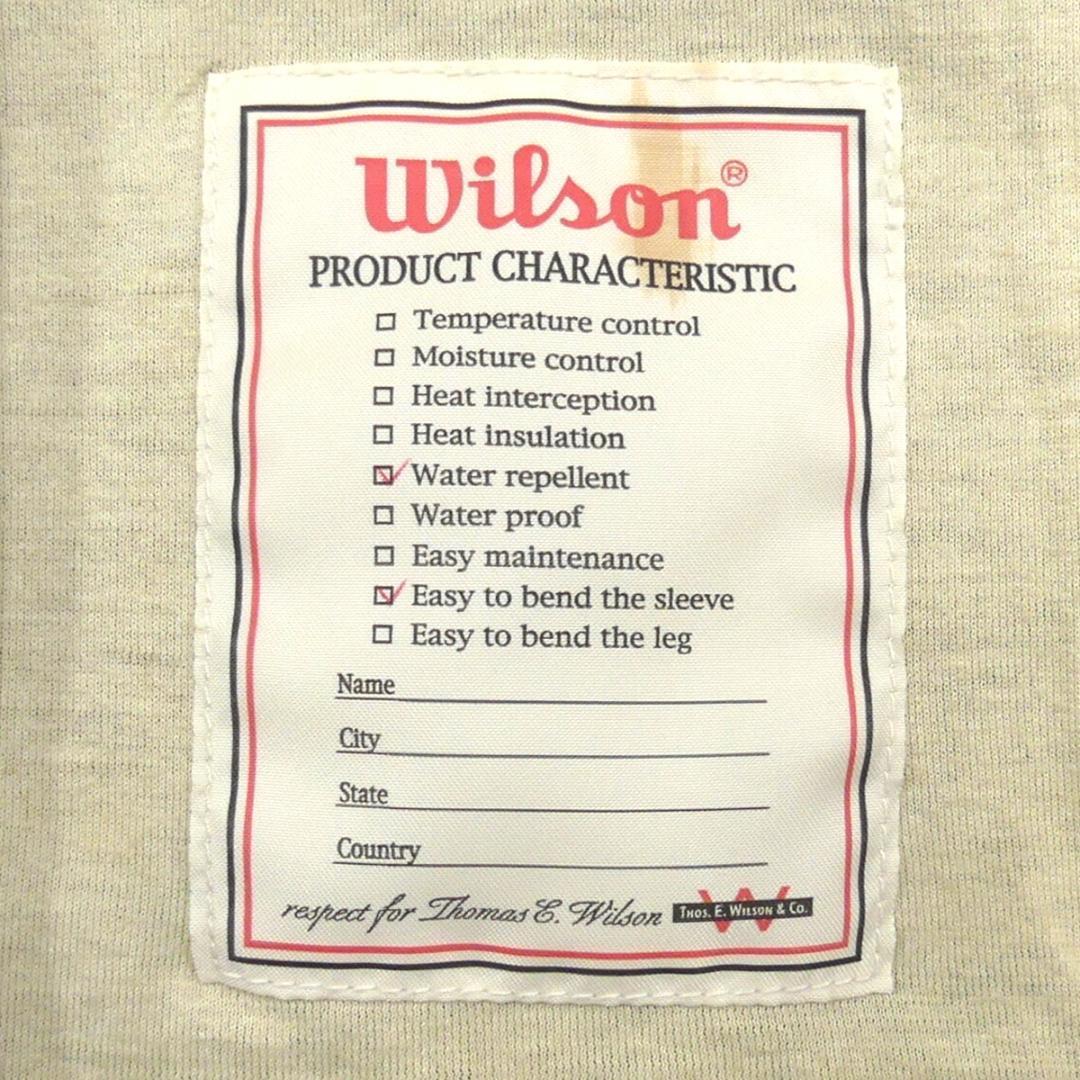 Wilson®
PRODUCT CHARACTERISTIC
☐ Temperature control
☐ Moisture control
☐ Heat interception
☐ Heat insulation
☑ Water repellent
☐ Water proof
☐ Easy maintenance
☑ Easy to bend the sleeve
☐ Easy to bend the leg
Name
City
State
Country
respect for Thomas E. Wilson W THOS. E. WILSON & CO.